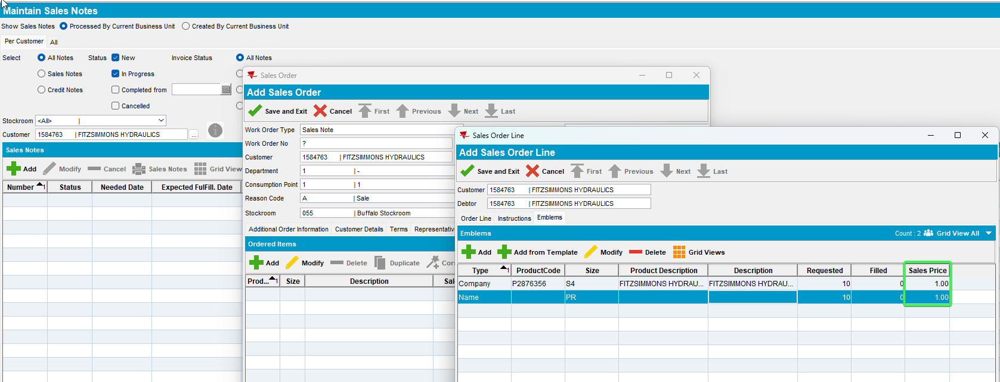 Maintain Sales Notes
Show Sales Notes Processed By Current Business Unit Created By Current Business Unit
Per Customer All
Select All Notes Status New Invoice Status All Notes
Sales Notes In Progress
Credit Notes Completed from
Cancelled
Stockroom <All> |
Customer 1584763 | FITZSIMMONS HYDRAULICS ...
Sales Notes
Add Modify Cancel Sales Notes Grid View
Number 1 Status Needed Date Expected FulFill. Date
Sales Order
Add Sales Order
Save and Exit Cancel First Previous Next Last
Work Order Type Sales Note
Work Order No ?
Customer 1584763 | FITZSIMMONS HYDRAULICS
Department 1 | -
Consumption Point 1 | 1
Reason Code A | Sale
Stockroom 055 | Buffalo Stockroom
Additional Order Information Customer Details Terms Representativ
Ordered Items
Add Modify Delete Duplicate Cor
Prod... 1 Size Description Sal
Sales Order Line
Add Sales Order Line
Save and Exit Cancel First Previous Next Last
Customer 1584763 | FITZSIMMONS HYDRAULICS
Debtor 1584763 | FITZSIMMONS HYDRAULICS
Order Line Instructions Emblems
Emblems Count : 2 Grid View All
Add Add from Template Modify Delete Grid Views
Type 1 ProductCode Size Product Description Description Requested Filled Sales Price
Company P2876356 S4 FITZSIMMONS HYDRAU... FITZSIMMONS HYDRAU... 10 0 1.00
Name PR 10 0 1.00